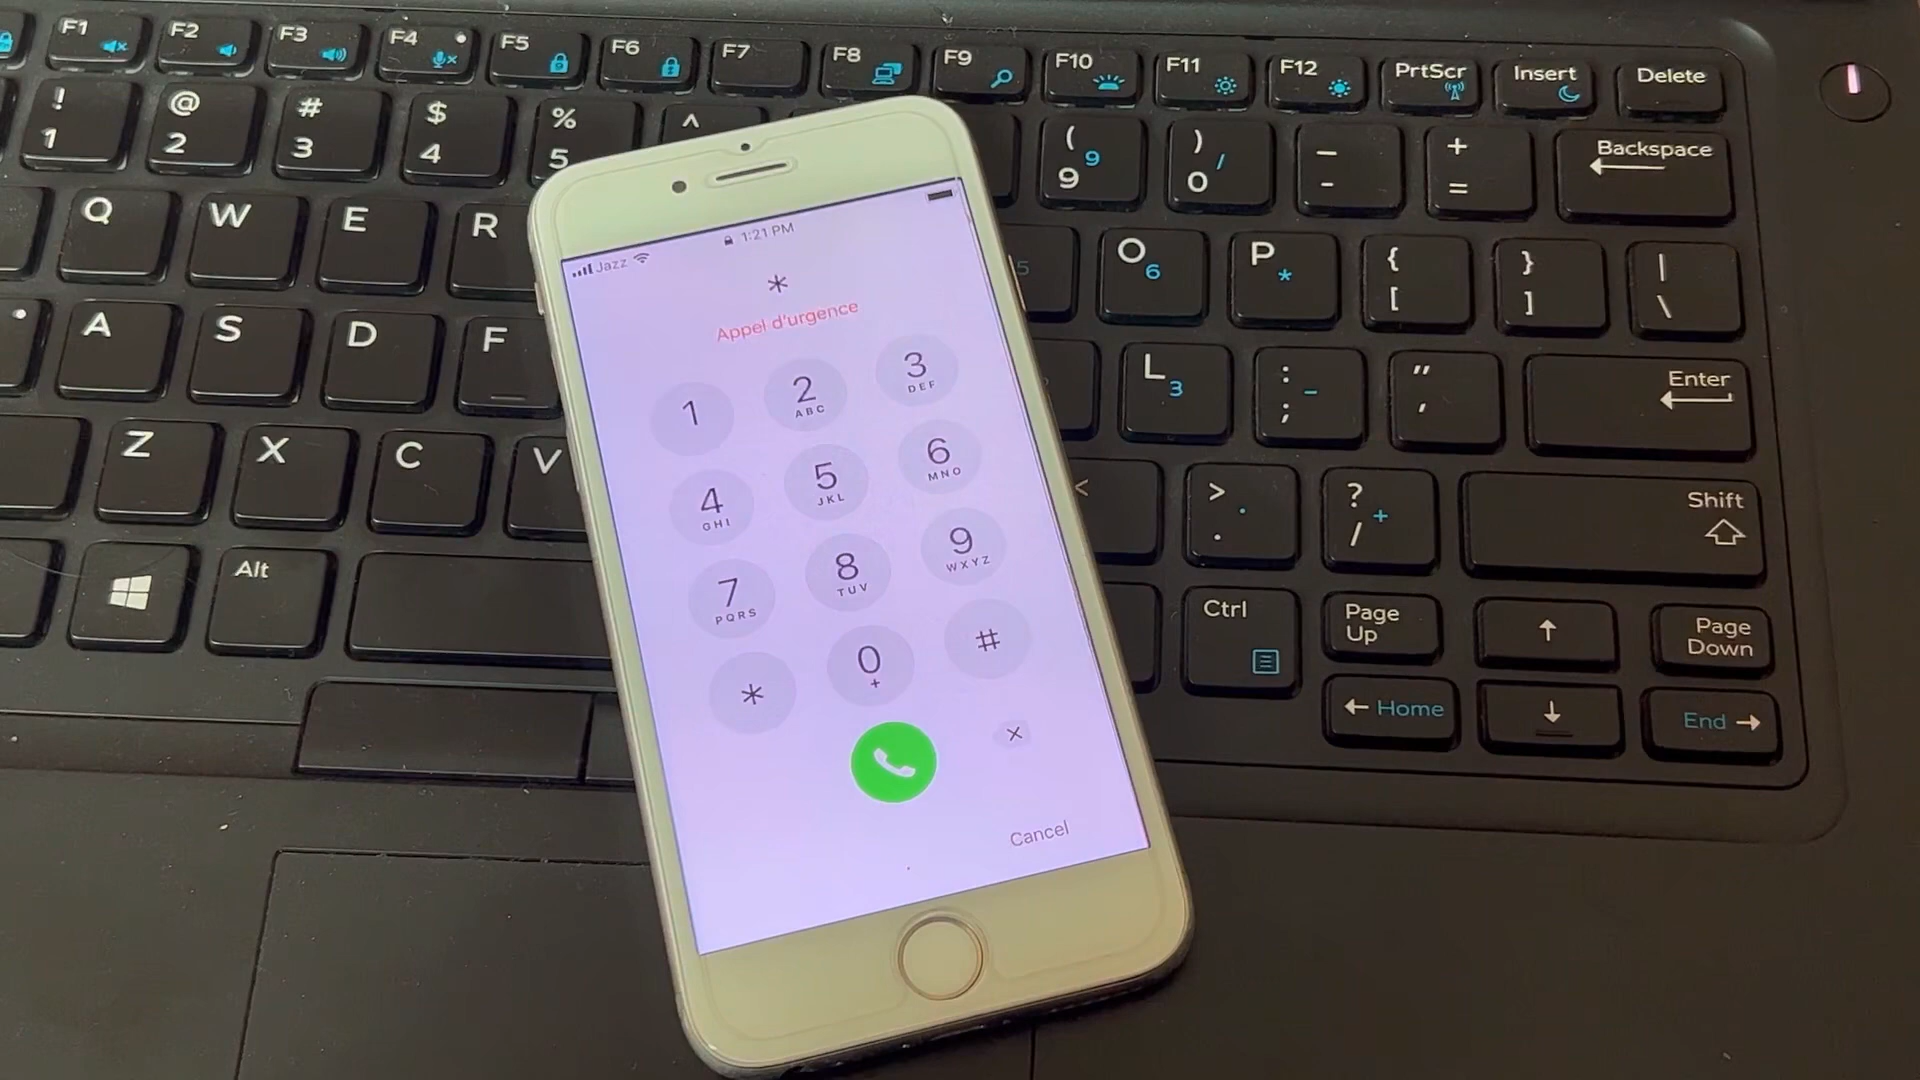 F1 F2 F3 F4 F5 F6 F7 F8 F9 F10 F11 F12 PrtScr Insert Delete
! @ # $ % ^ ( ) — +
1 2 3 4 5 9 9 0 / - = Backspace
Q W E R O 6 P * { [ } ] | \
A S D F L 3 : ; - " , Enter
Z X C V < > . . ? / + Shift
Alt Ctrl Page Up Page Down
Home End
Jazz 1:21 PM
*
Appel d'urgence
1 2 ABC 3 DEF
4 GHI 5 JKL 6 MNO
7 PQRS 8 TUV 9 WXYZ
* 0 + #
Cancel